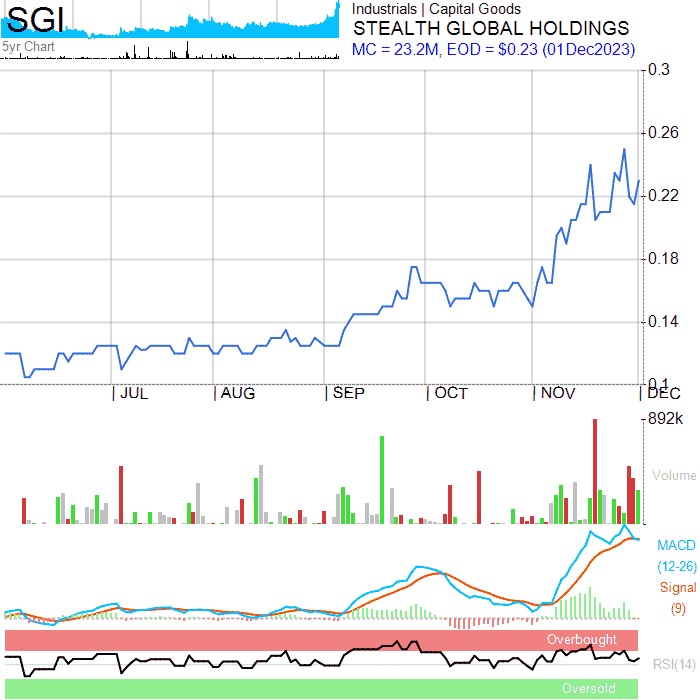 SGI
5yr Chart
Industrials | Capital Goods
STEALTH GLOBAL HOLDINGS
MC = 23.2M, EOD = $0.23 (01Dec2023)
0.3
0.26
0.22
0.18
0.14
0.1
JUL AUG SEP OCT NOV DEC
892k
Volume
MACD
(12-26)
Signal
(9)
Overbought
RSI(14)
Oversold